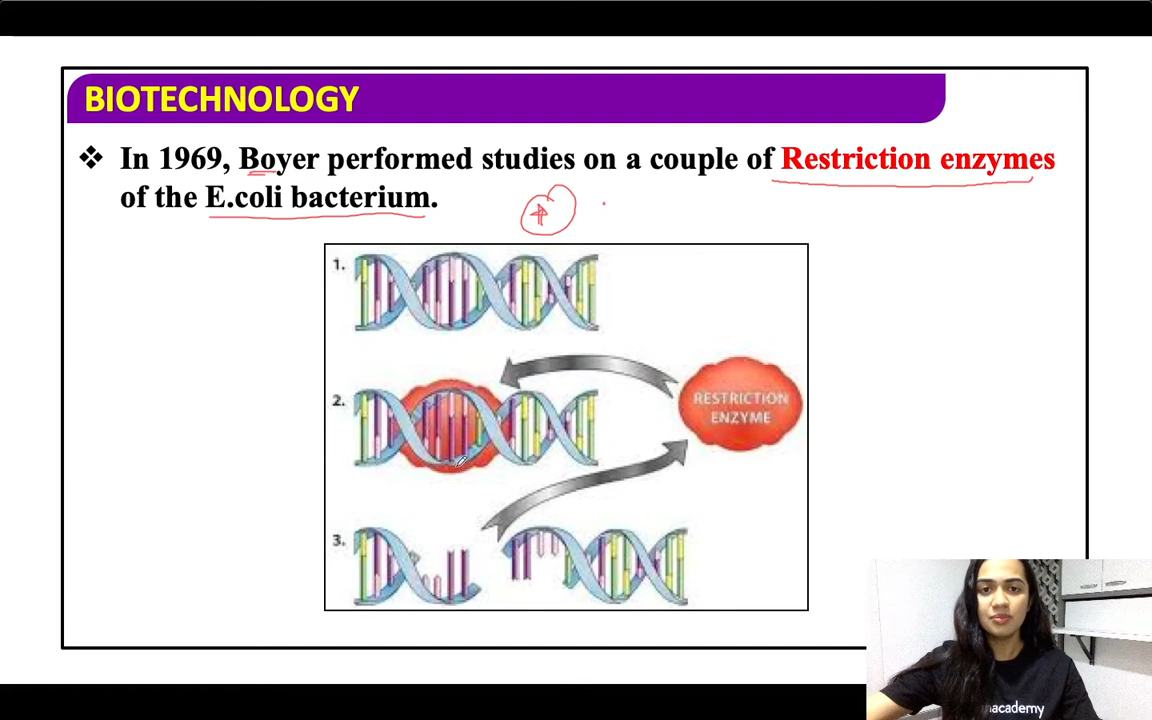 BIOTECHNOLOGY
❖ In 1969, Boyer performed studies on a couple of Restriction enzymes
of the E.coli bacterium.
1.
2.
RESTRICTION
ENZYME
3.
nacademy